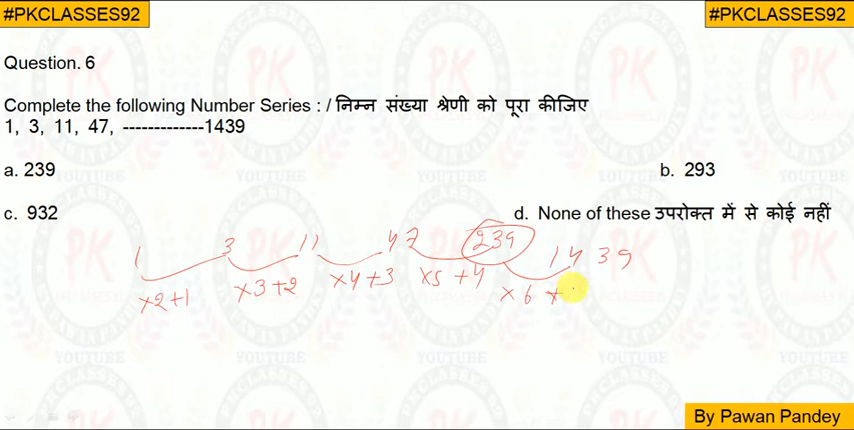 #PKCLASSES92 #PKCLASSES92
Question. 6
Complete the following Number Series : / निम्न संख्या श्रेणी को पूरा कीजिए
1, 3, 11, 47, -------------1439
a. 239 b. 293
c. 932 d. None of these उपरोक्त में से कोई नहीं
1 3 11 47 239 1439
×2+1 ×3+2 ×4+3 ×5+4 ×6+
By Pawan Pandey